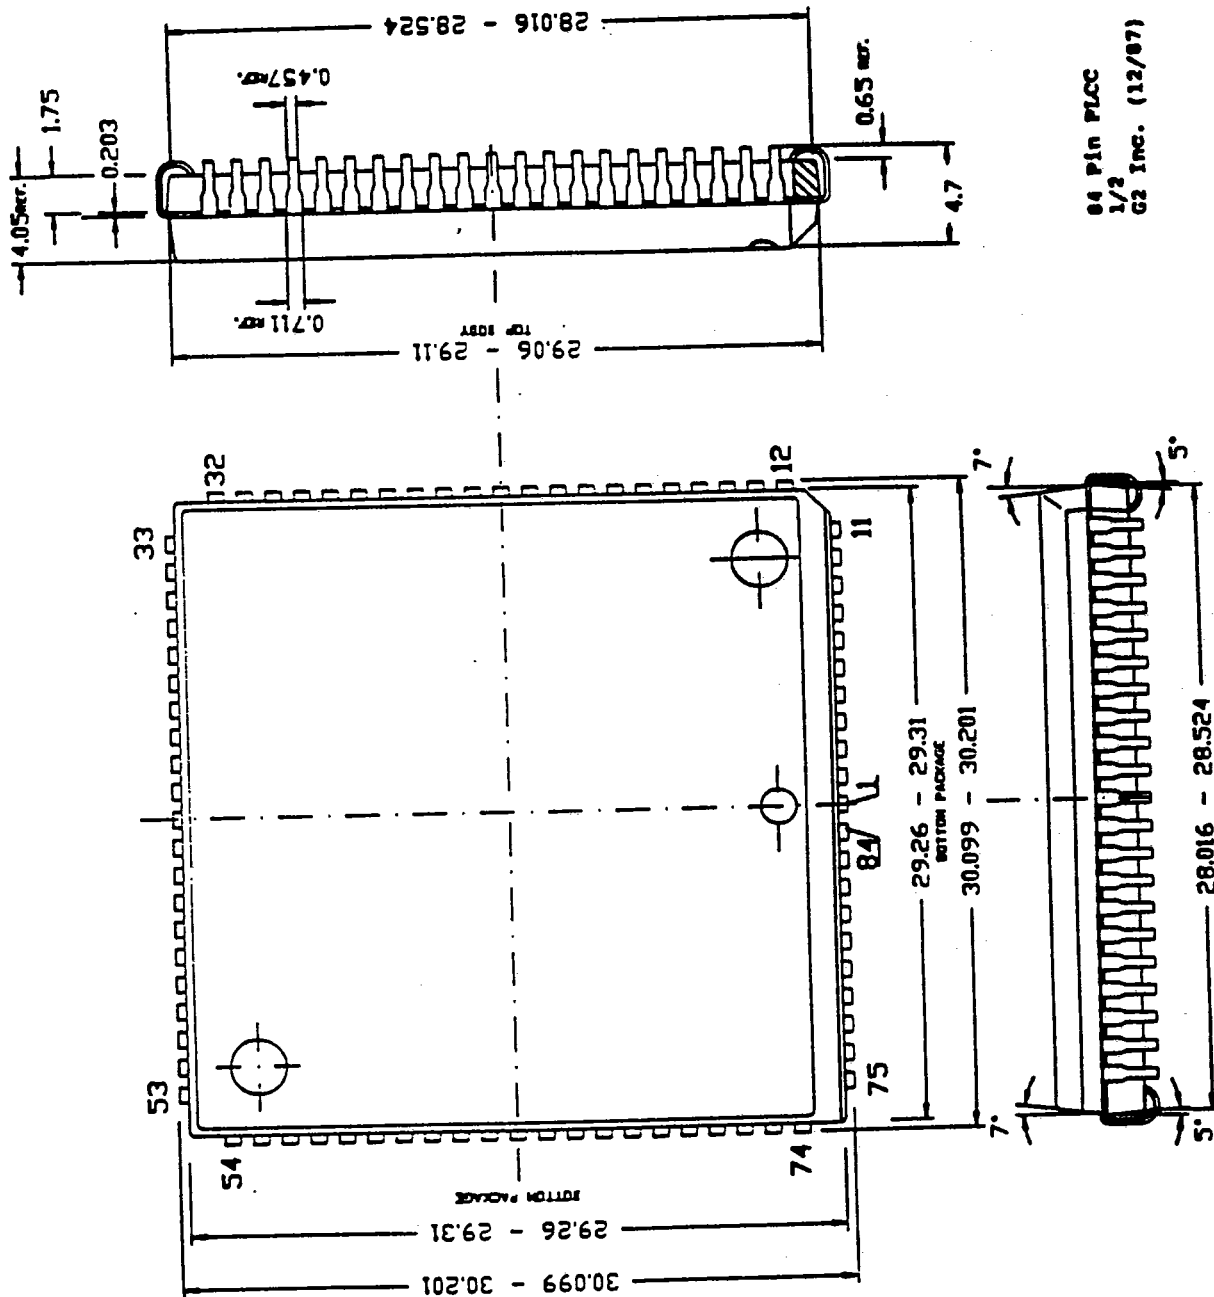 28.016 - 28.524
0.457 REF.
1.75
0.203
4.05 REF.
0.65 REF.
4.7
0.711 REF.
TOP BODY
29.06 - 29.11
84 Pin PLCC
1/2
G2 Inc. (12/87)
32
12
33
11
53
75
54
74
1
84
29.26 - 29.31
BOTTOM PACKAGE
30.099 - 30.201
7°
5°
7°
5°
28.016 - 28.524
BOTTOM PACKAGE
29.26 - 29.31
30.099 - 30.201